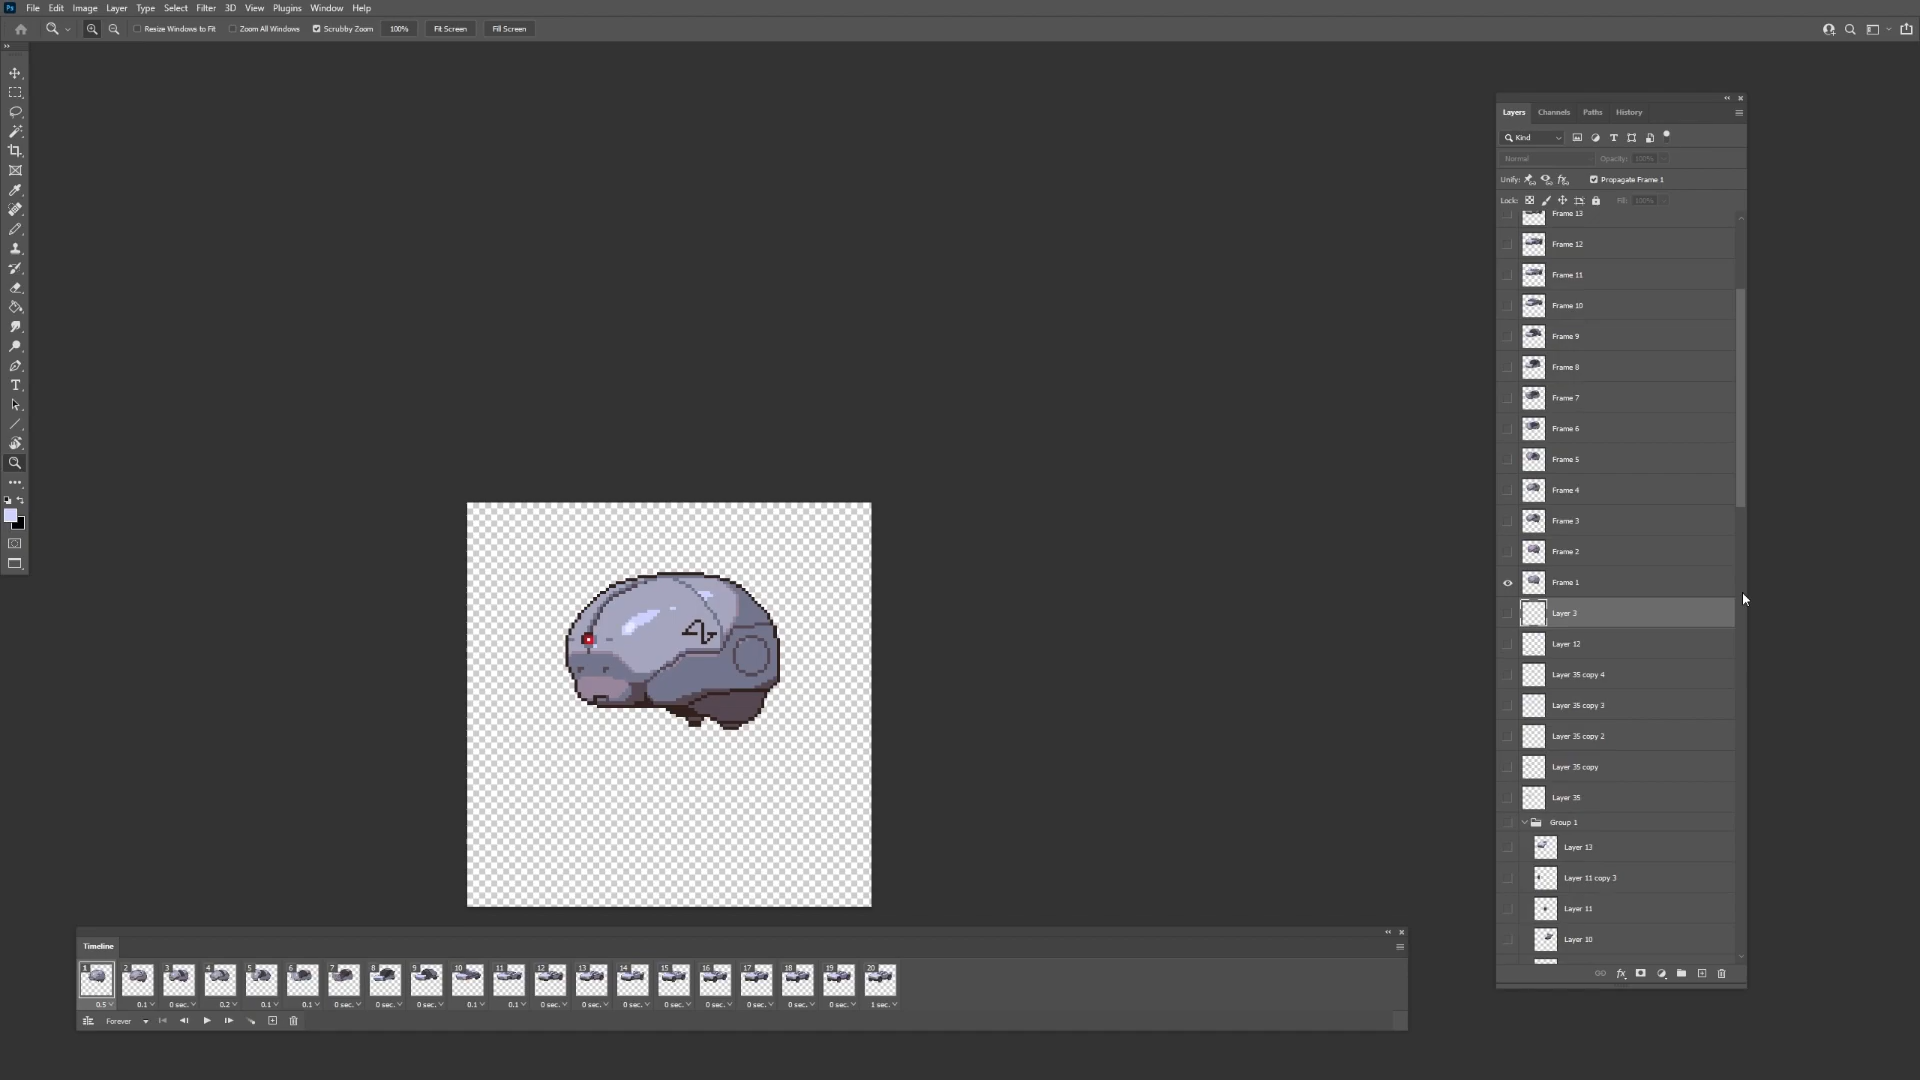 Ps File Edit Image Layer Type Select Filter 3D View Plugins Window Help
Resize Windows to Fit Zoom All Windows Scrubby Zoom 100% Fit Screen Fill Screen
Layers Channels Paths History
Kind
Normal Opacity: 100%
Unify: Propagate Frame 1
Lock: Fill: 100%
Frame 13
Frame 12
Frame 11
Frame 10
Frame 9
Frame 8
Frame 7
Frame 6
Frame 5
Frame 4
Frame 3
Frame 2
Frame 1
Layer 3
Layer 12
Layer 35 copy 4
Layer 35 copy 3
Layer 35 copy 2
Layer 35 copy
Layer 35
Group 1
Layer 13
Layer 11 copy 3
Layer 11
Layer 10
Timeline
1 2 3 4 5 6 7 8 9 10 11 12 13 14 15 16 17 18 19 20
0.5 0.1 0 sec. 0.2 0.1 0.1 0 sec. 0 sec. 0 sec. 0.1 0.1 0 sec. 0 sec. 0 sec. 0 sec. 0 sec. 0 sec. 0 sec. 0 sec. 1 sec.
Forever